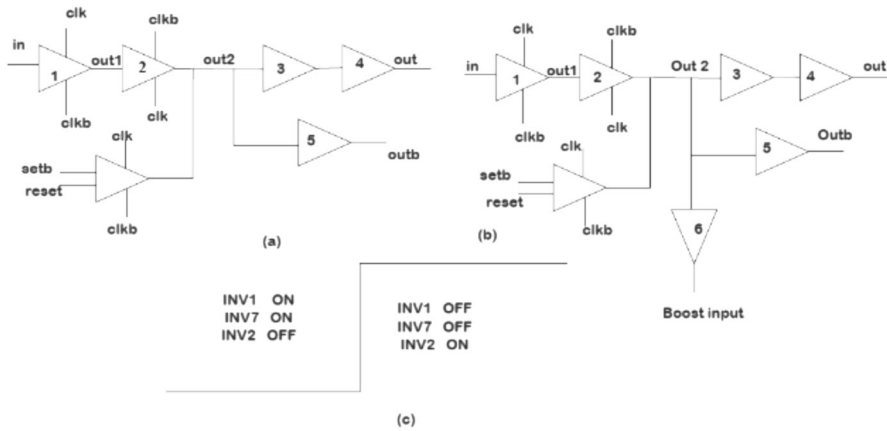 clk
clkb
in
out1
out2
out
1
2
3
4
clkb
clk
5
outb
clk
setb
reset
clkb
(a)
clk
clkb
in
out1
Out 2
out
1
2
3
4
clkb
clk
5
Outb
clk
setb
reset
clkb
6
(b)
Boost input
INV1 ON
INV7 ON
INV2 OFF
INV1 OFF
INV7 OFF
INV2 ON
(c)